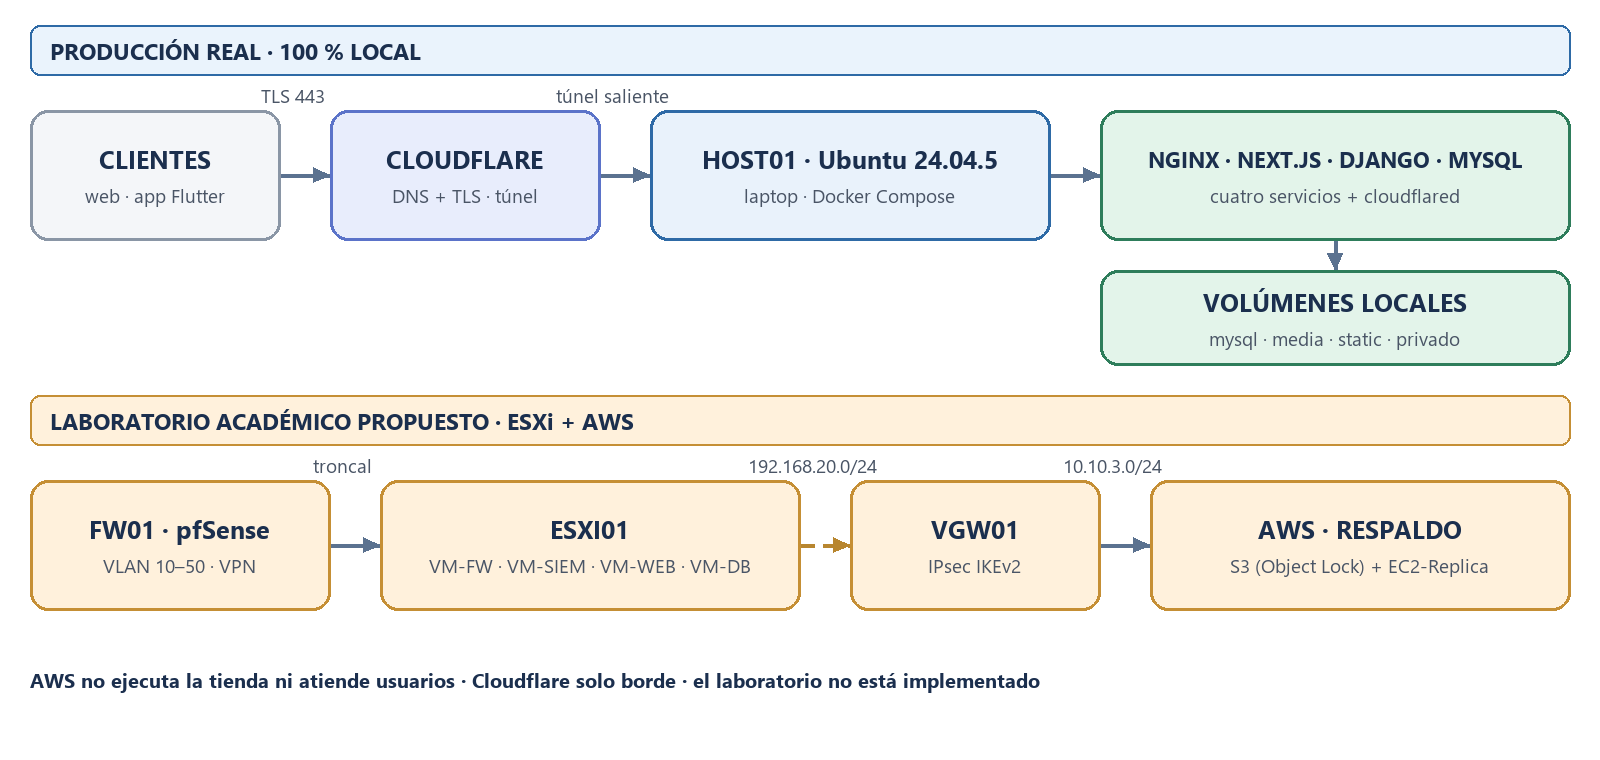 PRODUCCIÓN REAL · 100 % LOCAL
TLS 443
túnel saliente
CLIENTES
web · app Flutter
CLOUDFLARE
DNS + TLS · túnel
HOST01 · Ubuntu 24.04.5
laptop · Docker Compose
NGINX · NEXT.JS · DJANGO · MYSQL
cuatro servicios + cloudflared
VOLÚMENES LOCALES
mysql · media · static · privado
LABORATORIO ACADÉMICO PROPUESTO · ESXi + AWS
troncal
192.168.20.0/24
10.10.3.0/24
FW01 · pfSense
VLAN 10–50 · VPN
ESXI01
VM-FW · VM-SIEM · VM-WEB · VM-DB
VGW01
IPsec IKEv2
AWS · RESPALDO
S3 (Object Lock) + EC2-Replica
AWS no ejecuta la tienda ni atiende usuarios · Cloudflare solo borde · el laboratorio no está implementado